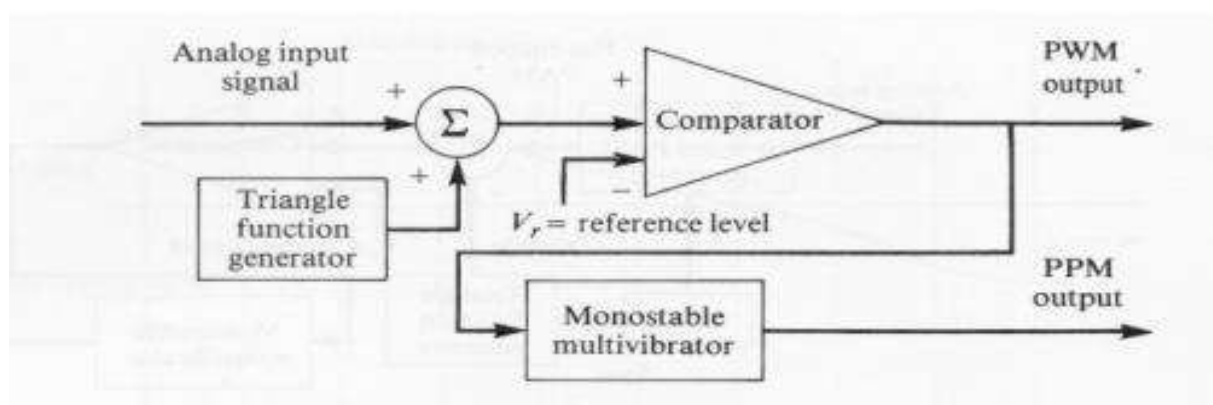 Analog input
signal
+
Σ
+
Triangle
function
generator
+
Comparator
−
V_r = reference level
PWM
output
Monostable
multivibrator
PPM
output